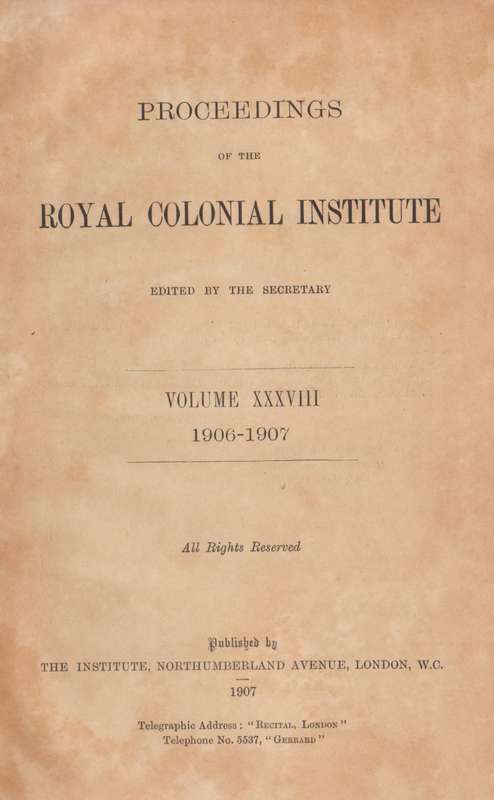 PROCEEDINGS
OF THE
ROYAL COLONIAL INSTITUTE
EDITED BY THE SECRETARY
VOLUME XXXVIII
1906-1907
All Rights Reserved
Published by
THE INSTITUTE, NORTHUMBERLAND AVENUE, LONDON, W.C.
1907
Telegraphic Address: "RECITAL, LONDON"
Telephone No. 5537, "GERRARD"